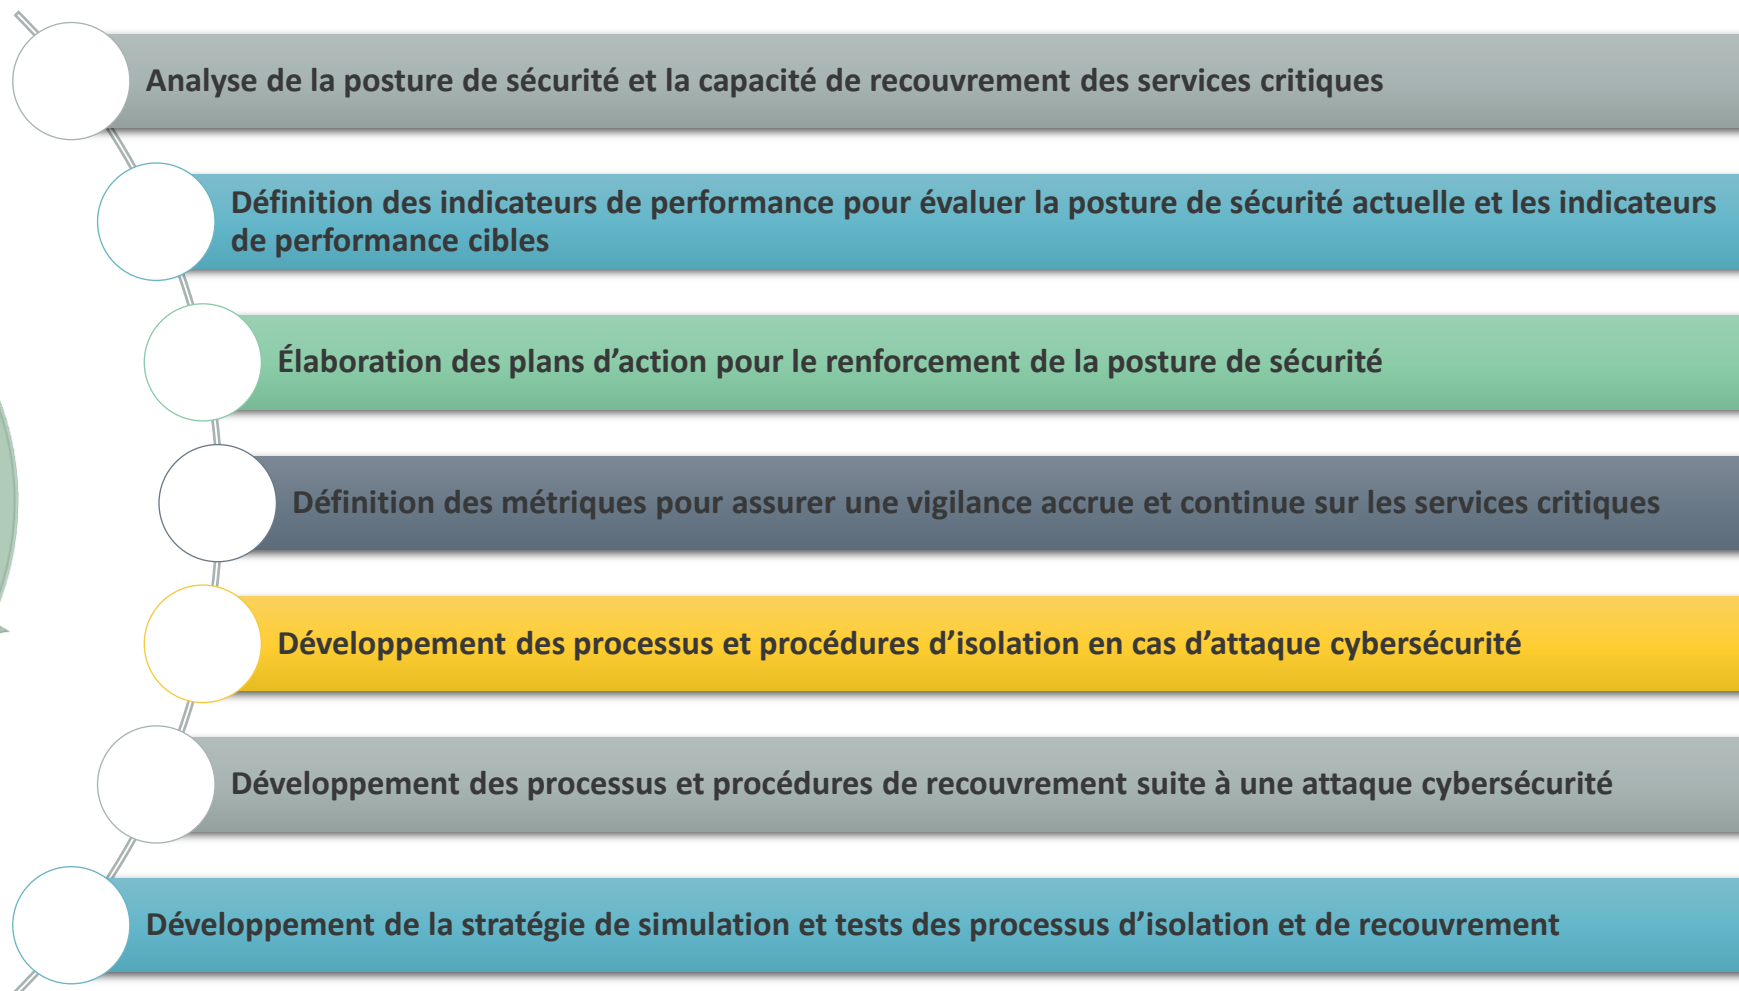 Analyse de la posture de sécurité et la capacité de recouvrement des services critiques
Définition des indicateurs de performance pour évaluer la posture de sécurité actuelle et les indicateurs
de performance cibles
Élaboration des plans d’action pour le renforcement de la posture de sécurité
Définition des métriques pour assurer une vigilance accrue et continue sur les services critiques
Développement des processus et procédures d’isolation en cas d’attaque cybersécurité
Développement des processus et procédures de recouvrement suite à une attaque cybersécurité
Développement de la stratégie de simulation et tests des processus d’isolation et de recouvrement